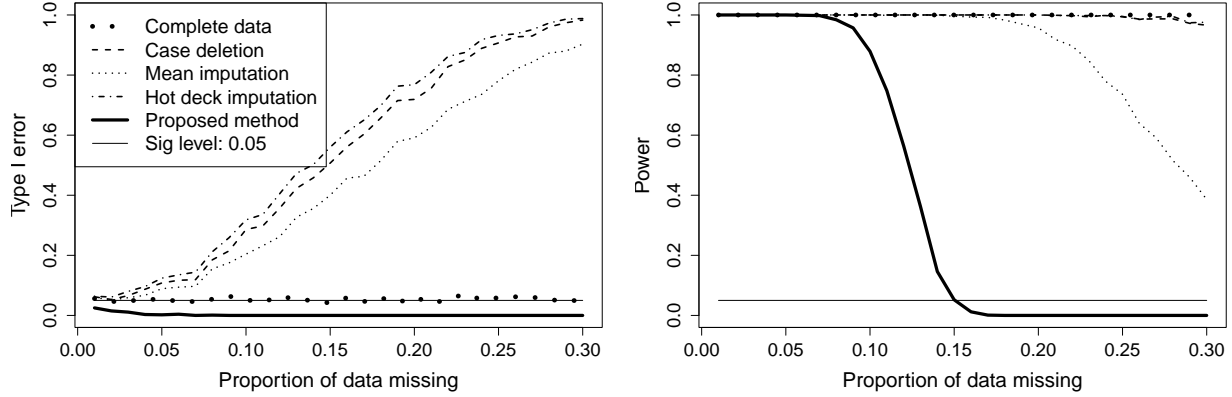 Complete data
Case deletion
Mean imputation
Hot deck imputation
Proposed method
Sig level: 0.05
Type I error
0.0
0.2
0.4
0.6
0.8
1.0
0.00 0.05 0.10 0.15 0.20 0.25 0.30
Proportion of data missing
Power
0.0
0.2
0.4
0.6
0.8
1.0
0.00 0.05 0.10 0.15 0.20 0.25 0.30
Proportion of data missing